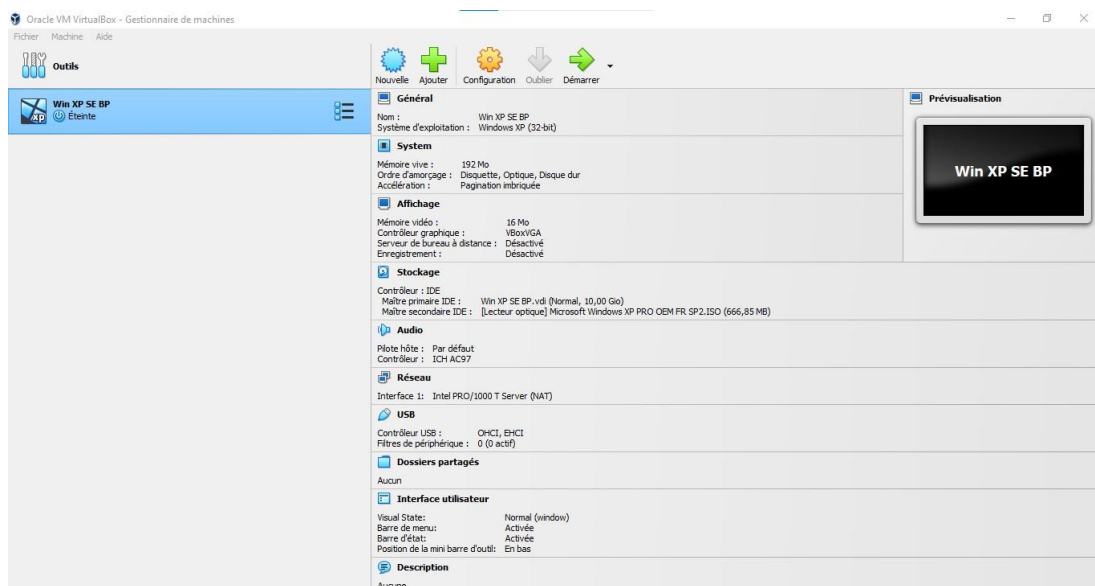 Oracle VM VirtualBox - Gestionnaire de machines
Fichier Machine Aide
Outils
Nouvelle Ajouter Configuration Oublier Démarrer
Win XP SE BP
Éteinte
Général
Nom : Win XP SE BP
Système d'exploitation : Windows XP (32-bit)
Prévisualisation
Win XP SE BP
System
Mémoire vive : 192 Mo
Ordre d'amorçage : Disquette, Optique, Disque dur
Accélération : Pagination imbriquée
Affichage
Mémoire vidéo : 16 Mo
Contrôleur graphique : VBoxVGA
Serveur de bureau à distance : Désactivé
Enregistrement : Désactivé
Stockage
Contrôleur : IDE
Maître primaire IDE : Win XP SE BP.vdi (Normal, 10,00 Gio)
Maître secondaire IDE : [Lecteur optique] Microsoft Windows XP PRO OEM FR SP2.ISO (666,85 MB)
Audio
Pilote hôte : Par défaut
Contrôleur : ICH AC97
Réseau
Interface 1: Intel PRO/1000 T Server (NAT)
USB
Contrôleur USB : OHCI, EHCI
Filtres de périphérique : 0 (0 actif)
Dossiers partagés
Aucun
Interface utilisateur
Visual State: Normal (window)
Barre de menu: Activée
Barre d'état: Activée
Position de la mini barre d'outil: En bas
Description
Aucune